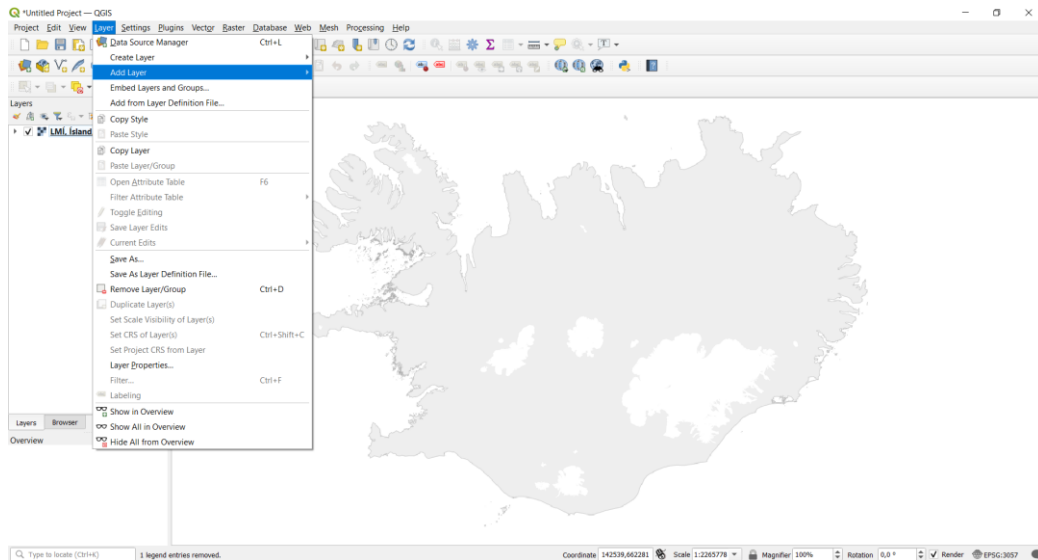 *Untitled Project — QGIS
Project Edit View Layer Settings Plugins Vector Raster Database Web Mesh Processing Help
Data Source Manager Ctrl+L
Create Layer
Add Layer
Embed Layers and Groups...
Add from Layer Definition File...
Layers
Copy Style
LMÍ, Ísland
Paste Style
Copy Layer
Paste Layer/Group
Open Attribute Table F6
Filter Attribute Table
Toggle Editing
Save Layer Edits
Current Edits
Save As...
Save As Layer Definition File...
Remove Layer/Group Ctrl+D
Duplicate Layer(s)
Set Scale Visibility of Layer(s)
Set CRS of Layer(s) Ctrl+Shift+C
Set Project CRS from Layer
Layer Properties...
Filter... Ctrl+F
Labeling
Show in Overview
Layers Browser
Show All in Overview
Overview
Hide All from Overview
Type to locate (Ctrl+K) 1 legend entries removed. Coordinate 142539,662281 Scale 1:2265778 Magnifier 100% Rotation 0,0 ° Render EPSG:3057